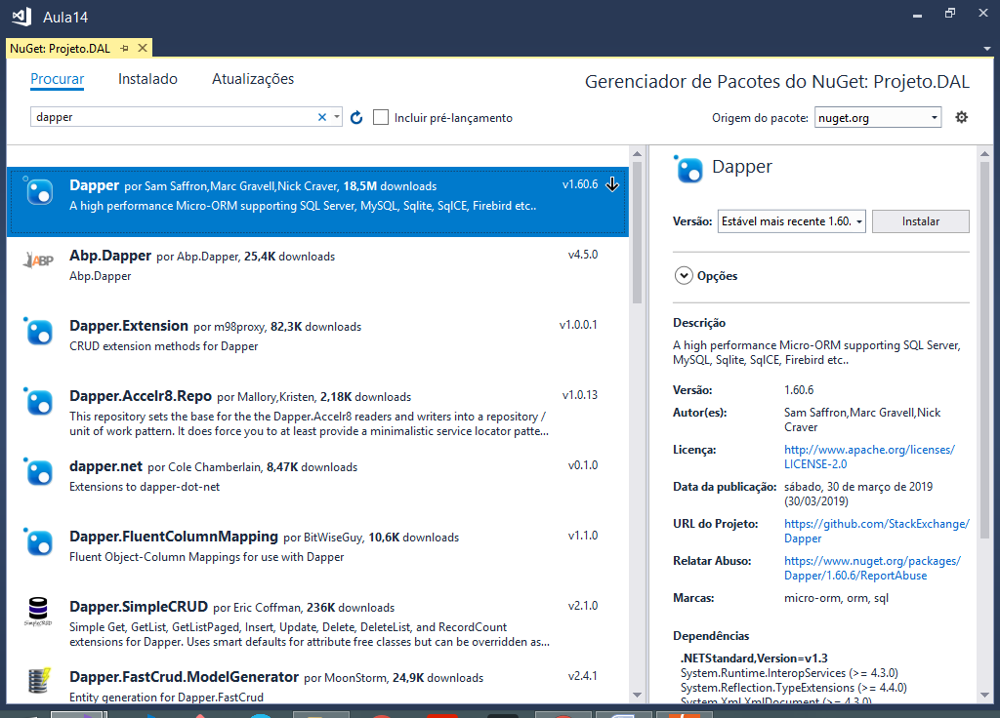 Aula14
NuGet: Projeto.DAL
Procurar Instalado Atualizações
Gerenciador de Pacotes do NuGet: Projeto.DAL
dapper
Incluir pré-lançamento
Origem do pacote: nuget.org
Dapper por Sam Saffron,Marc Gravell,Nick Craver, 18,5M downloads v1.60.6
A high performance Micro-ORM supporting SQL Server, MySQL, Sqlite, SqlCE, Firebird etc..
ABP
Abp.Dapper por Abp.Dapper, 25,4K downloads v4.5.0
Abp.Dapper
Dapper.Extension por m98proxy, 82,3K downloads v1.0.0.1
CRUD extension methods for Dapper
Dapper.Accelr8.Repo por Mallory,Kristen, 2,18K downloads v1.0.13
This repository sets the base for the the Dapper.Accelr8 readers and writers into a repository /
unit of work pattern. It does force you to at least provide a minimalistic service locator patte...
dapper.net por Cole Chamberlain, 8,47K downloads v0.1.0
Extensions to dapper-dot-net
Dapper.FluentColumnMapping por BitWiseGuy, 10,6K downloads v1.1.0
Fluent Object-Column Mappings for use with Dapper
SimpleCRUD
Dapper.SimpleCRUD por Eric Coffman, 236K downloads v2.1.0
Simple Get, GetList, GetListPaged, Insert, Update, Delete, DeleteList, and RecordCount
extensions for Dapper. Uses smart defaults for attribute free classes but can be overridden as...
Dapper.FastCrud.ModelGenerator por MoonStorm, 24,9K downloads v2.4.1
Entity generation for Dapper.FastCrud
Dapper
Versão: Estável mais recente 1.60. Instalar
Opções
Descrição
A high performance Micro-ORM supporting SQL Server,
MySQL, Sqlite, SqlCE, Firebird etc..
Versão: 1.60.6
Autor(es): Sam Saffron,Marc Gravell,Nick
Craver
Licença: http://www.apache.org/licenses/
LICENSE-2.0
Data da publicação: sábado, 30 de março de 2019
(30/03/2019)
URL do Projeto: https://github.com/StackExchange/
Dapper
Relatar Abuso: https://www.nuget.org/packages/
Dapper/1.60.6/ReportAbuse
Marcas: micro-orm, orm, sql
Dependências
.NETStandard,Version=v1.3
System.Runtime.InteropServices (>= 4.3.0)
System.Reflection.TypeExtensions (>= 4.4.0)
System.Xml.XmlDocument (>= 4.3.0)